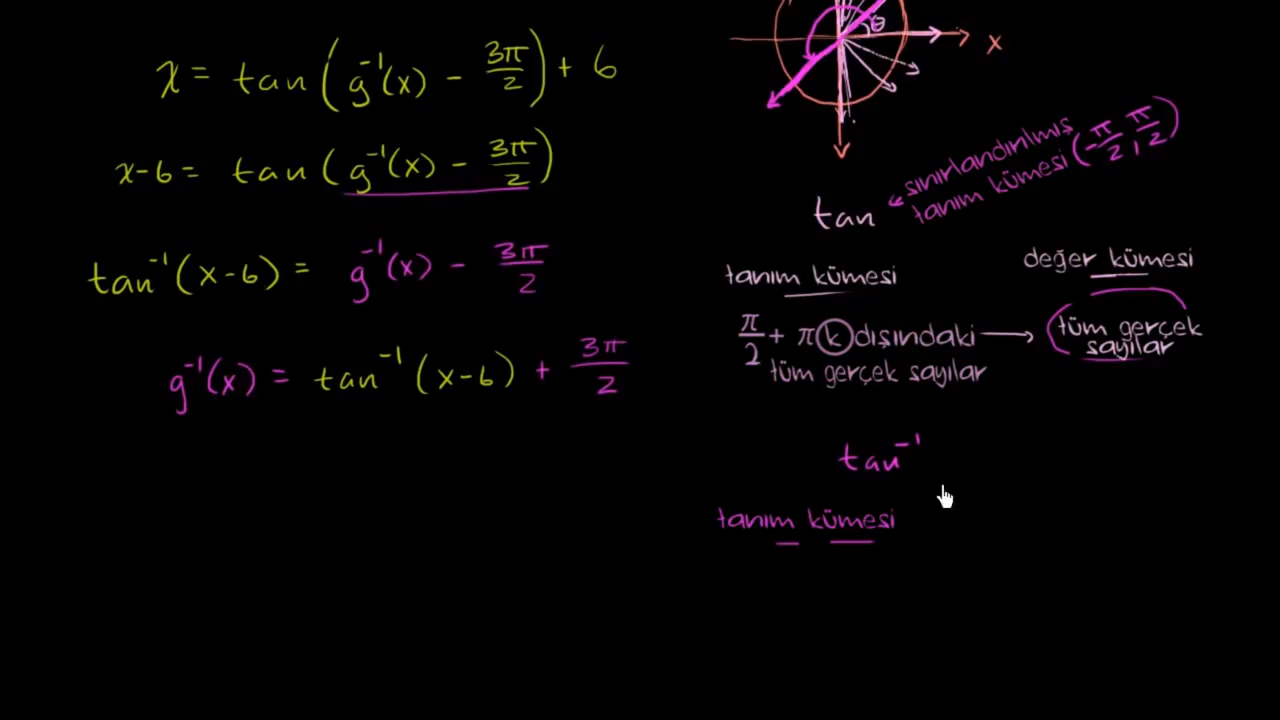 x = tan(g⁻¹(x) - 3π/2) + 6
x-6 = tan(g⁻¹(x) - 3π/2)
tan⁻¹(x-6) = g⁻¹(x) - 3π/2
g⁻¹(x) = tan⁻¹(x-6) + 3π/2
θ
x
sınırlandırılmış
tanım kümesi (-π/2, π/2)
tan
tanım kümesi
değer kümesi
π/2 + πk dışındaki
tüm gerçek sayılar
tüm gerçek
sayılar
tan⁻¹
tanım kümesi